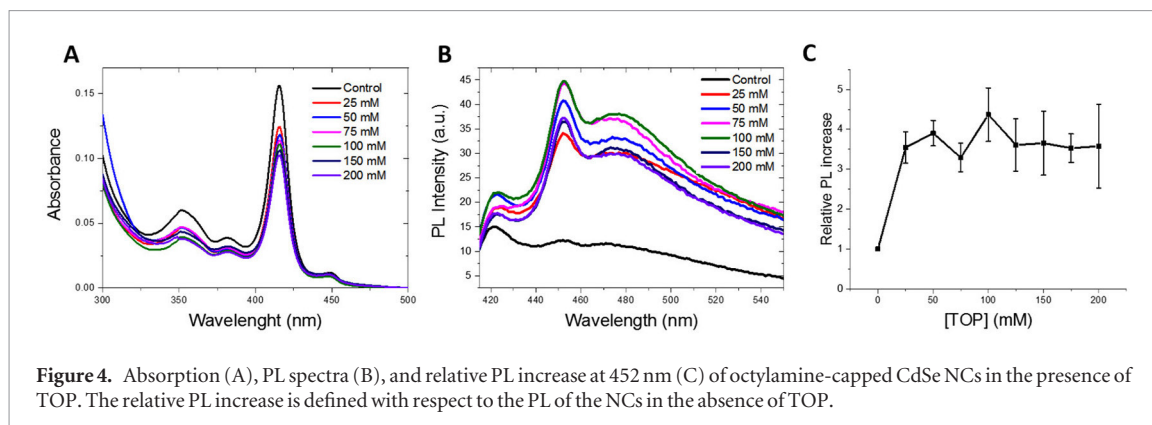 A
Absorbance
0.15
0.10
0.05
0.00
300
350
400
450
500
Wavelenght (nm)
Control
25 mM
50 mM
75 mM
100 mM
150 mM
200 mM
B
PL Intensity (a.u.)
45
40
35
30
25
20
15
10
5
420
440
460
480
500
520
540
Wavelength (nm)
Control
25 mM
50 mM
75 mM
100 mM
150 mM
200 mM
C
Relative PL increase
6
5
4
3
2
1
0
0
50
100
150
200
[TOP] (mM)
Figure 4. Absorption (A), PL spectra (B), and relative PL increase at 452 nm (C) of octylamine-capped CdSe NCs in the presence of
TOP. The relative PL increase is defined with respect to the PL of the NCs in the absence of TOP.